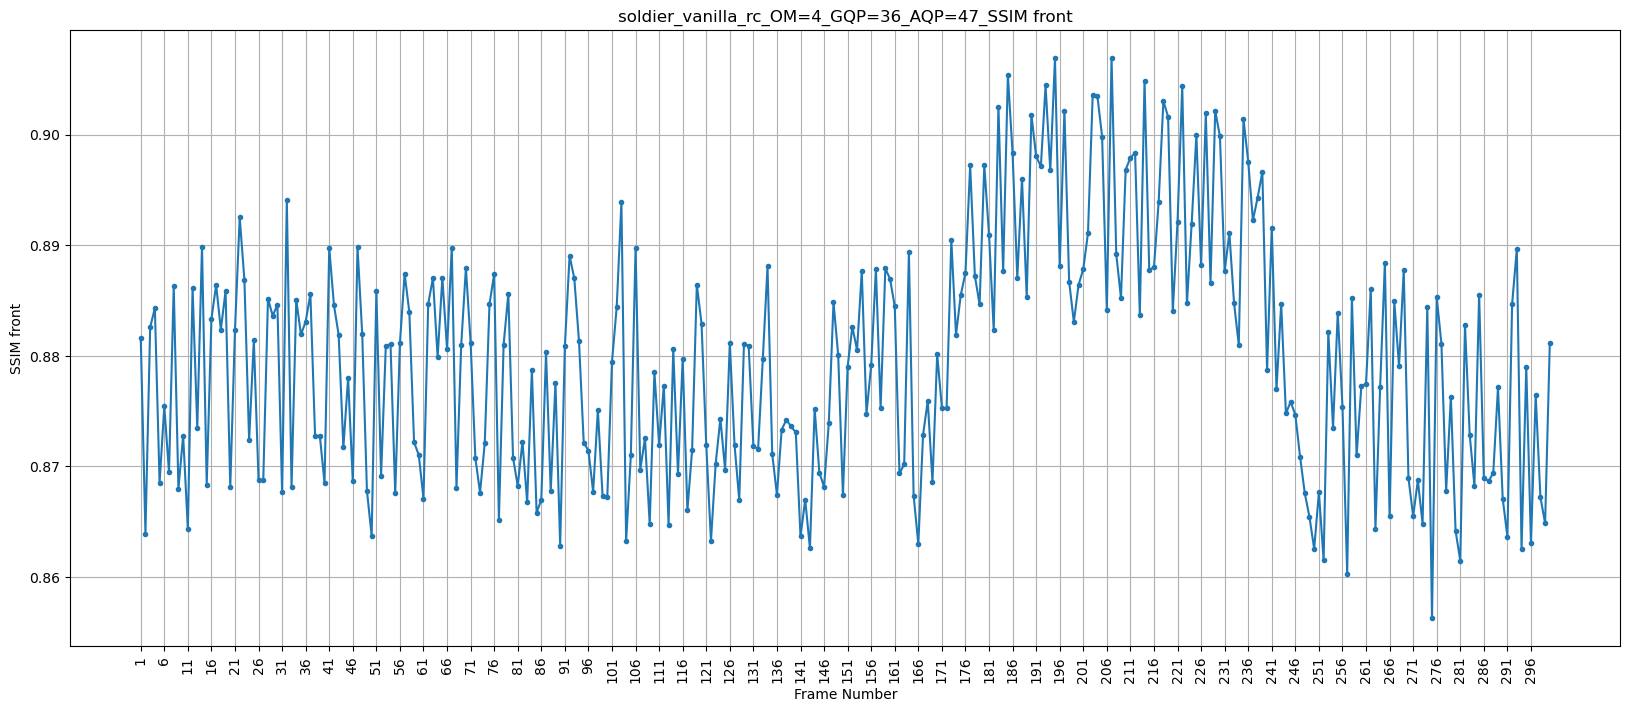 soldier_vanilla_rc_OM=4_GQP=36_AQP=47_SSIM front
SSIM front
0.90
0.89
0.88
0.87
0.86
1 6 11 16 21 26 31 36 41 46 51 56 61 66 71 76 81 86 91 96 101 106 111 116 121 126 131 136 141 146 151 156 161 166 171 176 181 186 191 196 201 206 211 216 221 226 231 236 241 246 251 256 261 266 271 276 281 286 291 296
Frame Number